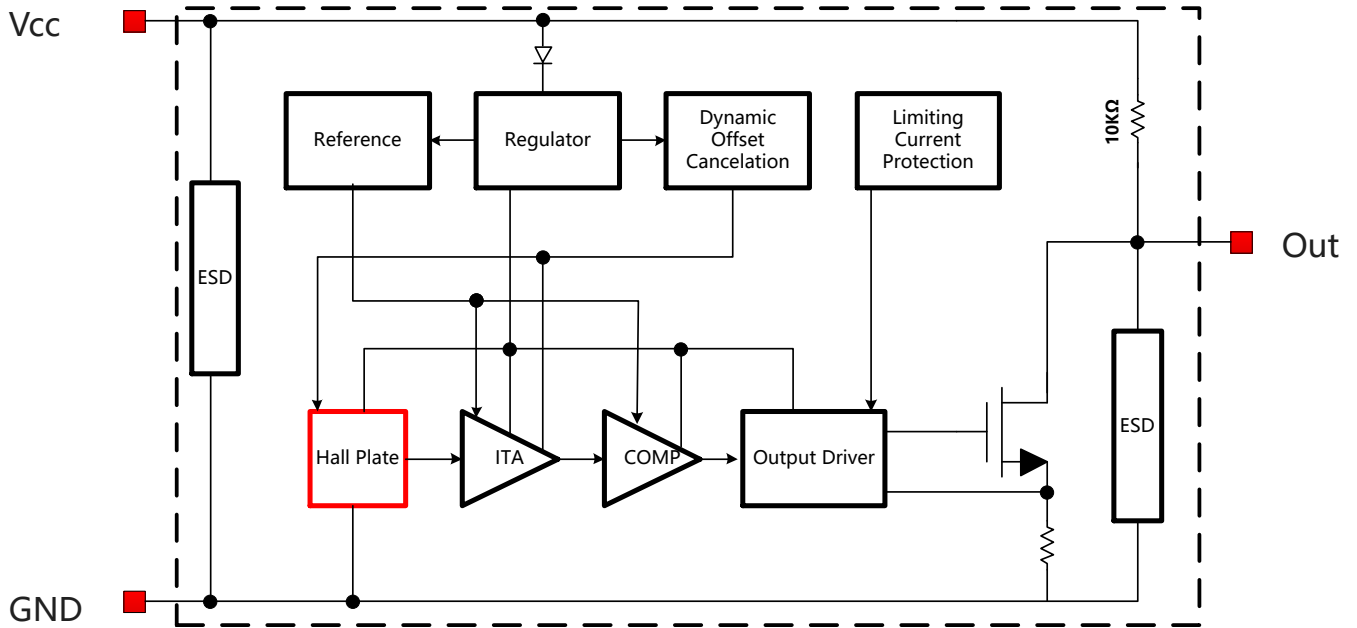 Vcc
Reference
Regulator
Dynamic
Offset
Cancelation
Limiting
Current
Protection
10KΩ
ESD
Out
Hall Plate
ITA
COMP
Output Driver
ESD
GND